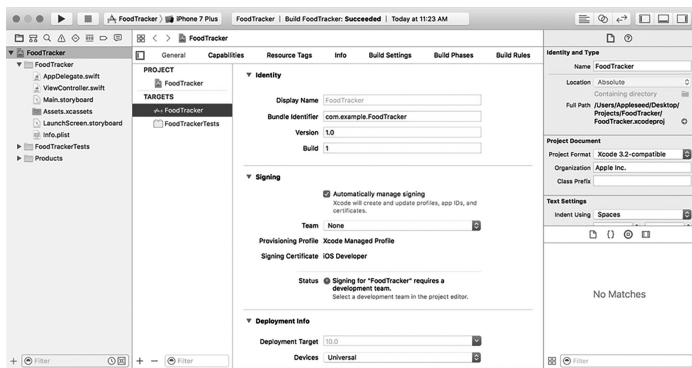 FoodTracker
iPhone 7 Plus
FoodTracker | Build FoodTracker: Succeeded | Today at 11:23 AM
FoodTracker
FoodTracker
AppDelegate.swift
ViewController.swift
Main.storyboard
Assets.xcassets
LaunchScreen.storyboard
Info.plist
FoodTrackerTests
Products
Filter
FoodTracker
General
Capabilities
Resource Tags
Info
Build Settings
Build Phases
Build Rules
PROJECT
FoodTracker
TARGETS
FoodTracker
FoodTrackerTests
Filter
Identity
Display Name FoodTracker
Bundle Identifier com.example.FoodTracker
Version 1.0
Build 1
Signing
Automatically manage signing
Xcode will create and update profiles, app IDs, and
certificates.
Team None
Provisioning Profile Xcode Managed Profile
Signing Certificate iOS Developer
Status Signing for "FoodTracker" requires a
development team.
Select a development team in the project editor.
Deployment Info
Deployment Target 10.0
Devices Universal
Identity and Type
Name FoodTracker
Location Absolute
Containing directory
Full Path /Users/Appleseed/Desktop/
Projects/FoodTracker/
FoodTracker.xcodeproj
Project Document
Project Format Xcode 3.2-compatible
Organization Apple Inc.
Class Prefix
Text Settings
Indent Using Spaces
No Matches
Filter